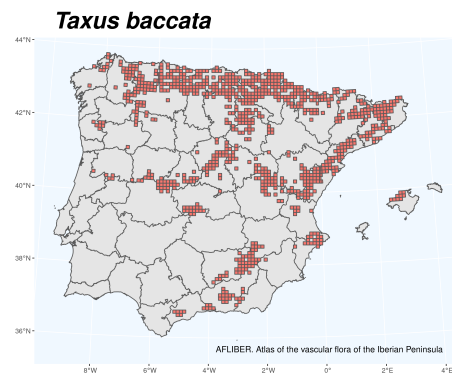 Taxus baccata
44°N
42°N
40°N
38°N
36°N
AFLIBER. Atlas of the vascular flora of the Iberian Peninsula
8°W 6°W 4°W 2°W 0° 2°E 4°E